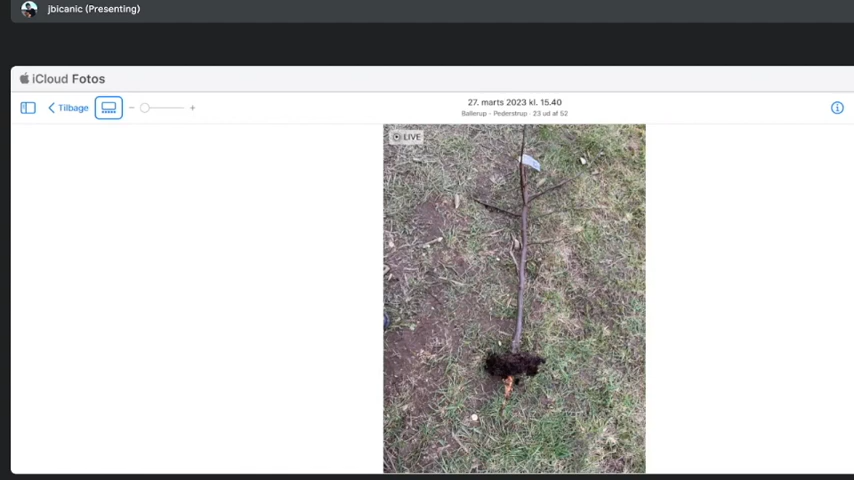 jbicanic (Presenting)
iCloud Fotos
Tilbage
27. marts 2023 kl. 15.40
Ballerup - Pederstrup · 23 ud af 52
LIVE